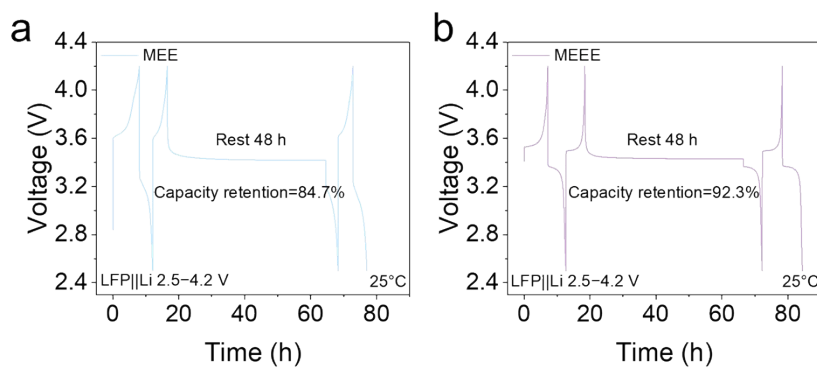 a
MEE
4.4
4.0
3.6
3.2
2.8
2.4
Voltage (V)
Rest 48 h
Capacity retention=84.7%
LFP||Li 2.5−4.2 V
25°C
0
20
40
60
80
Time (h)
b
MEEE
4.4
4.0
3.6
3.2
2.8
2.4
Voltage (V)
Rest 48 h
Capacity retention=92.3%
LFP||Li 2.5−4.2 V
25°C
0
20
40
60
80
Time (h)